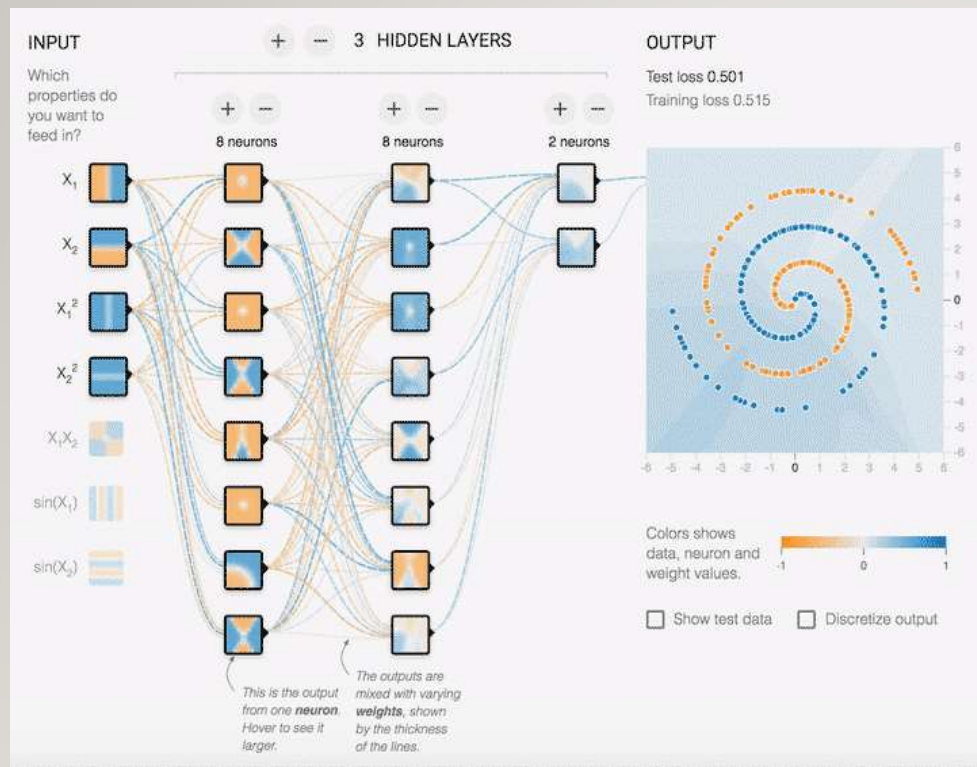 INPUT
Which
properties do
you want to
feed in?
+ − 3 HIDDEN LAYERS
+ −
8 neurons
+ −
8 neurons
+ −
2 neurons
X₁
X₂
X₁²
X₂²
X₁X₂
sin(X₁)
sin(X₂)
This is the output
from one neuron.
Hover to see it
larger.
The outputs are
mixed with varying
weights, shown
by the thickness
of the lines.
OUTPUT
Test loss 0.501
Training loss 0.515
6
5
4
3
2
1
0
-1
-2
-3
-4
-5
-6
-6 -5 -4 -3 -2 -1 0 1 2 3 4 5 6
Colors shows
data, neuron and
weight values.
-1 0 1
Show test data
Discretize output